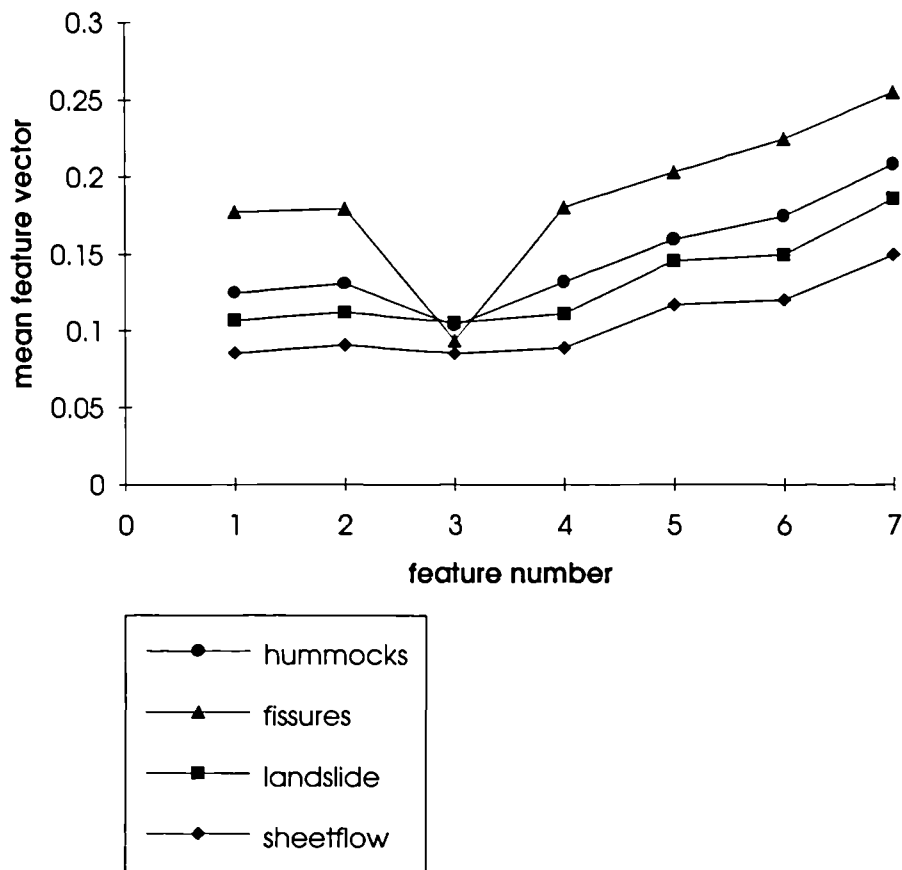 0.3
0.25
0.2
0.15
0.1
0.05
0
mean feature vector
0 1 2 3 4 5 6 7
feature number
hummocks
fissures
landslide
sheetflow